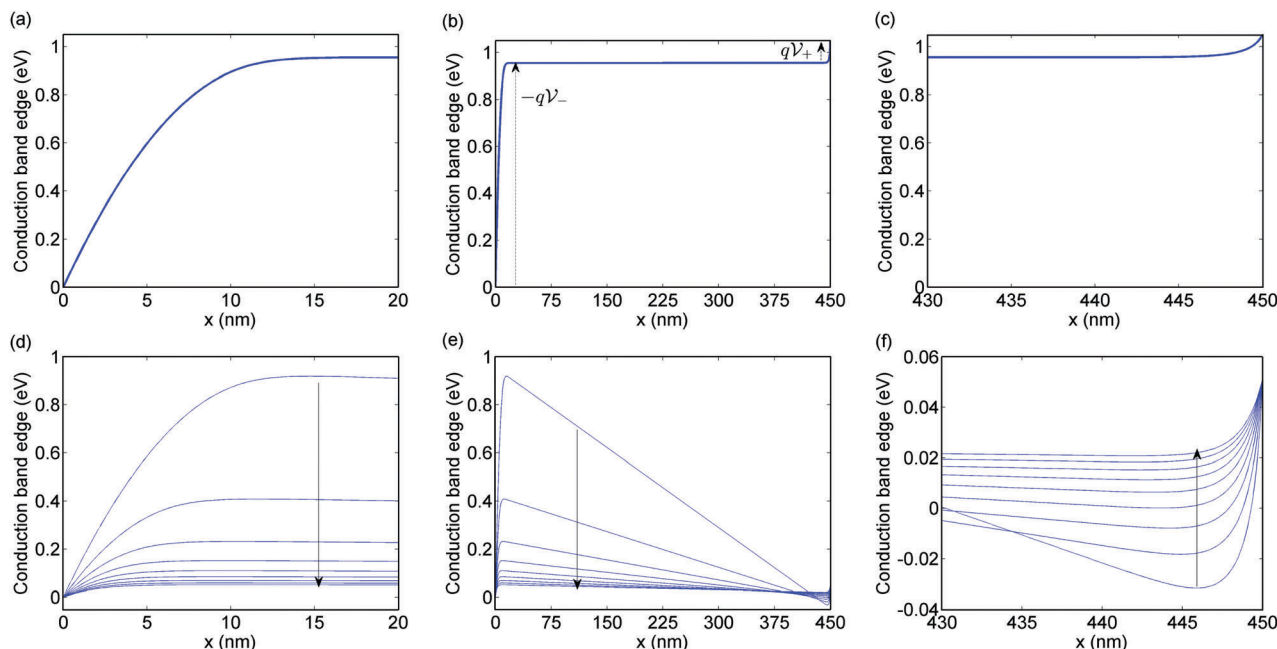 (a)
Conduction band edge (eV)
1
0.8
0.6
0.4
0.2
0
0 5 10 15 20
x (nm)
(b)
Conduction band edge (eV)
1
0.8
0.6
0.4
0.2
0
q𝒱₊
−q𝒱₋
0 75 150 225 300 375 450
x (nm)
(c)
Conduction band edge (eV)
1
0.8
0.6
0.4
0.2
0
430 435 440 445 450
x (nm)
(d)
Conduction band edge (eV)
1
0.8
0.6
0.4
0.2
0
0 5 10 15 20
x (nm)
(e)
Conduction band edge (eV)
1
0.8
0.6
0.4
0.2
0
0 75 150 225 300 375 450
x (nm)
(f)
Conduction band edge (eV)
0.06
0.04
0.02
0
-0.02
-0.04
430 435 440 445 450
x (nm)